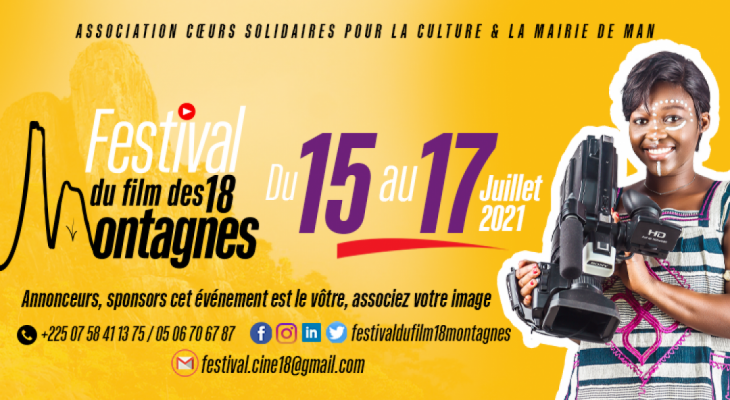 ASSOCIATION CŒURS SOLIDAIRES POUR LA CULTURE & LA MAIRIE DE MAN
Festival
du film des 18
Montagnes
Du 15 au 17 Juillet
2021
Annonceurs, sponsors cet événement est le vôtre, associez votre image
+225 07 58 41 13 75 / 05 06 70 67 87 festivaldufilm18montagnes
festival.cine18@gmail.com
HD